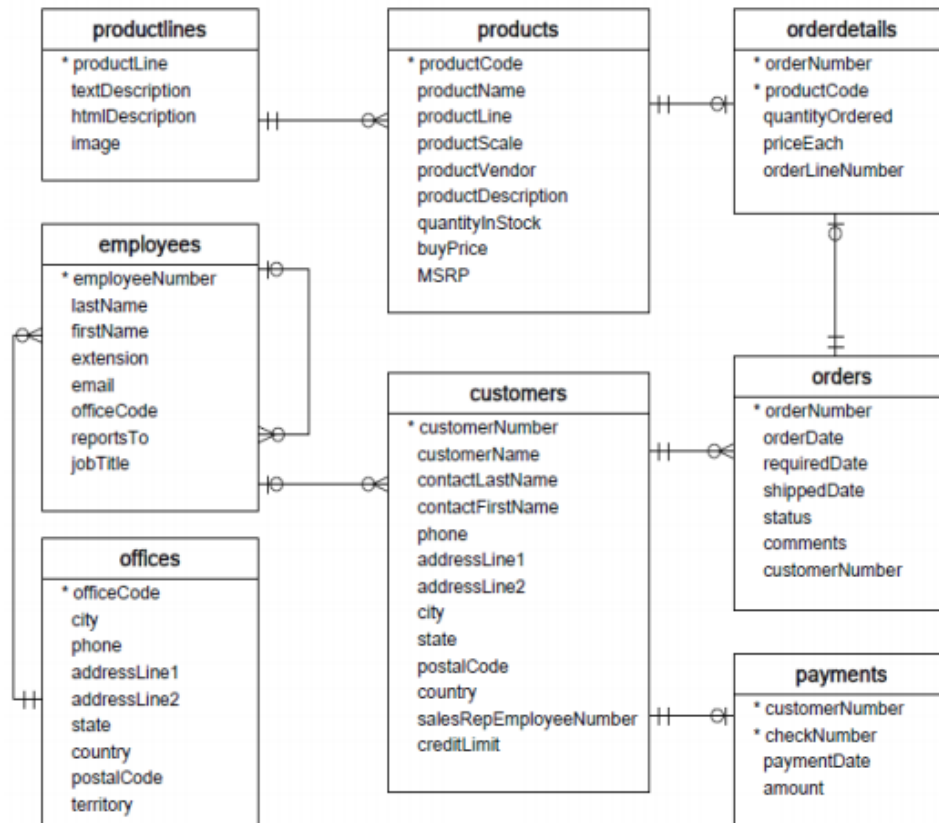 productlines
* productLine
textDescription
htmlDescription
image
products
* productCode
productName
productLine
productScale
productVendor
productDescription
quantityInStock
buyPrice
MSRP
orderdetails
* orderNumber
* productCode
quantityOrdered
priceEach
orderLineNumber
employees
* employeeNumber
lastName
firstName
extension
email
officeCode
reportsTo
jobTitle
customers
* customerNumber
customerName
contactLastName
contactFirstName
phone
addressLine1
addressLine2
city
state
postalCode
country
salesRepEmployeeNumber
creditLimit
orders
* orderNumber
orderDate
requiredDate
shippedDate
status
comments
customerNumber
offices
* officeCode
city
phone
addressLine1
addressLine2
state
country
postalCode
territory
payments
* customerNumber
* checkNumber
paymentDate
amount